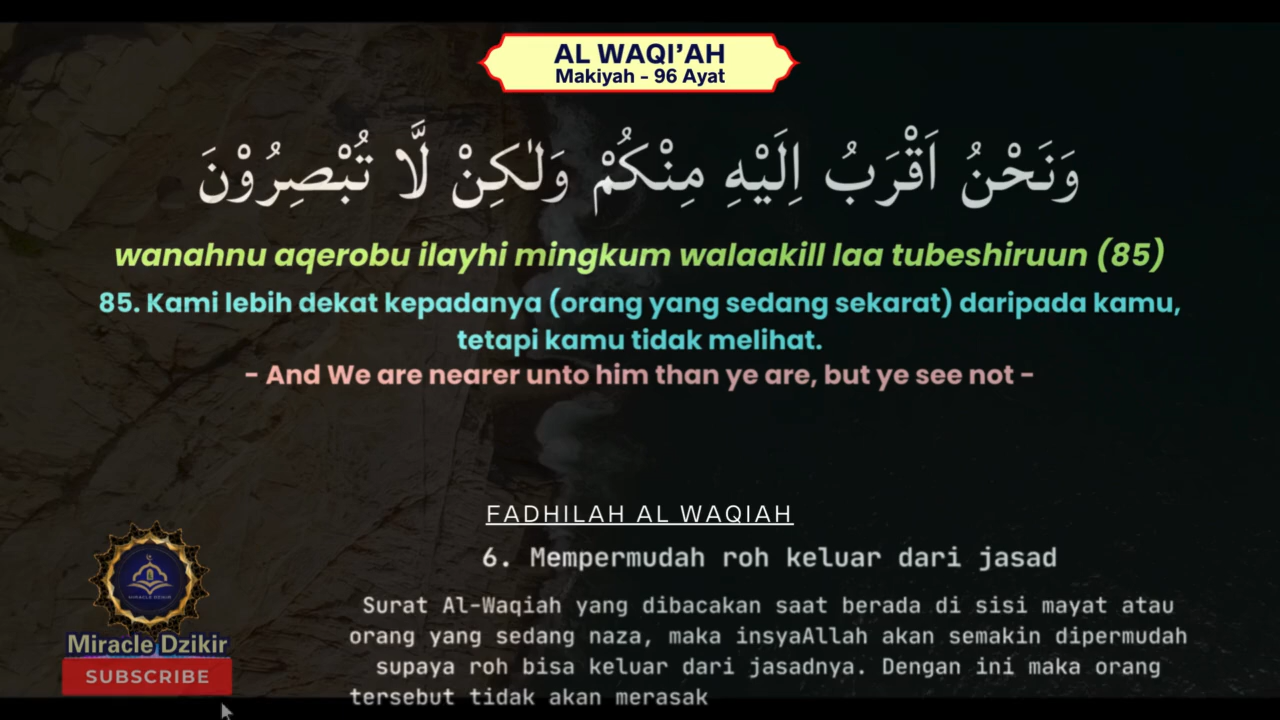 AL WAQI’AH
Makiyah - 96 Ayat
وَنَحْنُ اَقْرَبُ اِلَيْهِ مِنْكُمْ وَلٰكِنْ لَّا تُبْصِرُوْنَ
wanahnu aqerobu ilayhi mingkum walaakill laa tubeshiruun (85)
85. Kami lebih dekat kepadanya (orang yang sedang sekarat) daripada kamu,
tetapi kamu tidak melihat.
- And We are nearer unto him than ye are, but ye see not -
FADHILAH AL WAQIAH
6. Mempermudah roh keluar dari jasad
Surat Al-Waqiah yang dibacakan saat berada di sisi mayat atau
orang yang sedang naza, maka insyaAllah akan semakin dipermudah
supaya roh bisa keluar dari jasadnya. Dengan ini maka orang
tersebut tidak akan merasak
MIRACLE DZIKIR
Miracle Dzikir
SUBSCRIBE